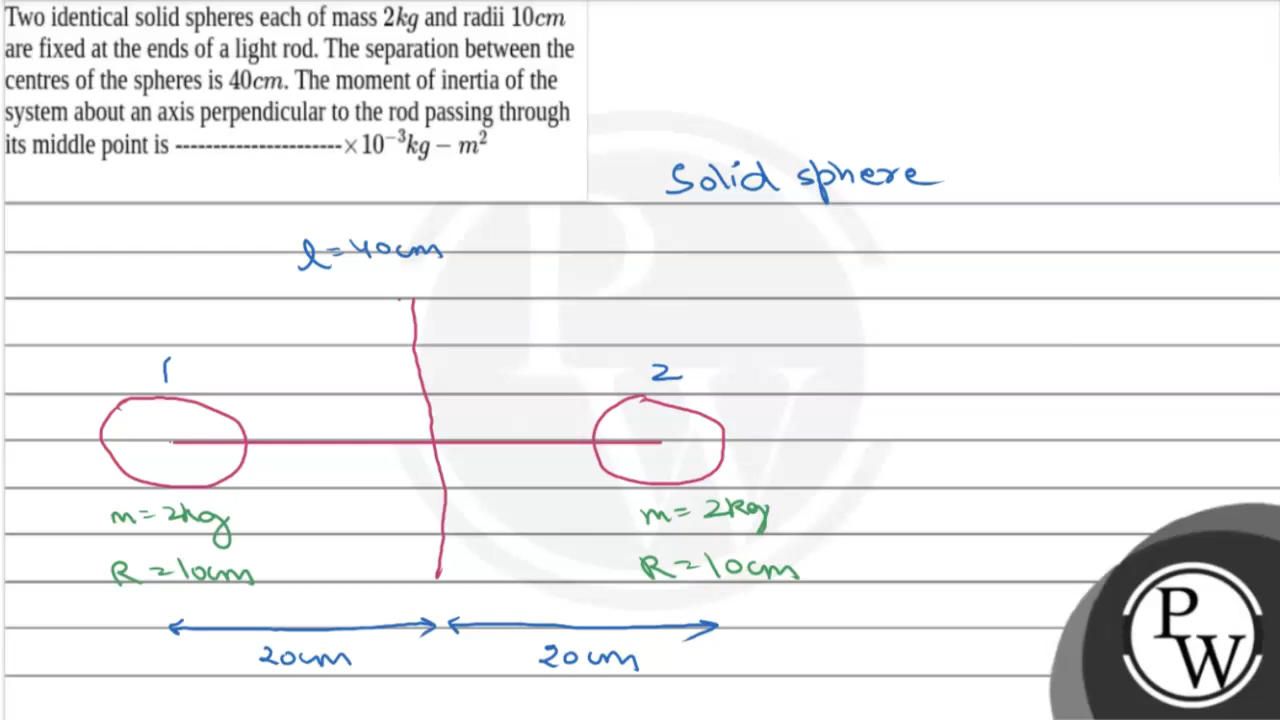 Two identical solid spheres each of mass 2kg and radii 10cm
are fixed at the ends of a light rod. The separation between the
centres of the spheres is 40cm. The moment of inertia of the
system about an axis perpendicular to the rod passing through
its middle point is ----------------------×10⁻³kg − m²
Solid sphere
l=40cm
1
2
m=2kg
m=2kg
R=10cm
R=10cm
20cm
20cm
PW
PW